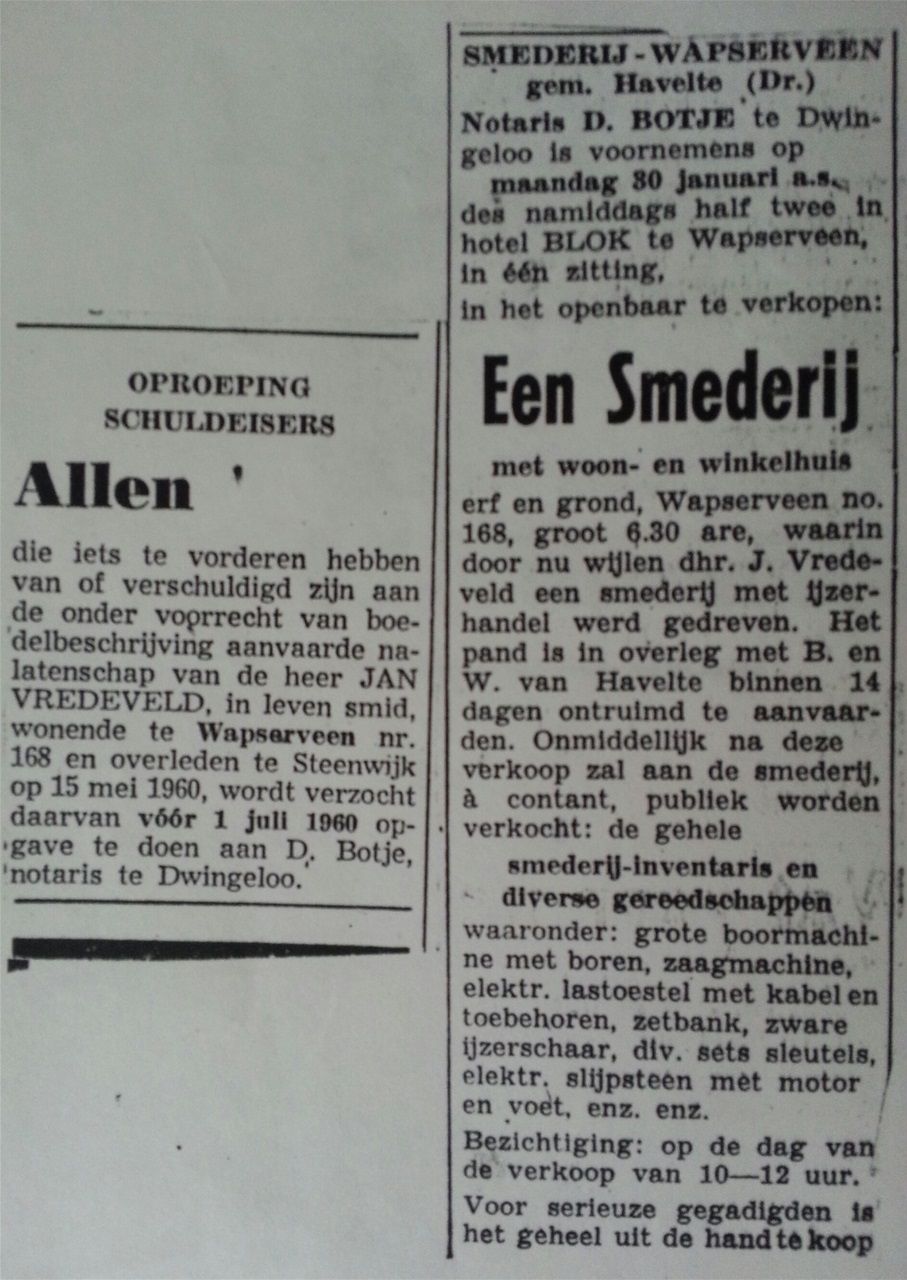 OPROEPING
SCHULDEISERS
Allen
die iets te vorderen hebben
van of verschuldigd zijn aan
de onder voorrecht van boe-
delbeschrijving aanvaarde na-
latenschap van de heer JAN
VREDEVELD, in leven smid,
wonende te Wapserveen nr.
168 en overleden te Steenwijk
op 15 mei 1960, wordt verzocht
daarvan vóór 1 juli 1960 op-
gave te doen aan D. Botje,
notaris te Dwingeloo.
SMEDERIJ - WAPSERVEEN
gem. Havelte (Dr.)
Notaris D. BOTJE te Dwin-
geloo is voornemens op
maandag 30 januari a.s.
des namiddags half twee in
hotel BLOK te Wapserveen,
in één zitting,
in het openbaar te verkopen:
Een Smederij
met woon- en winkelhuis
erf en grond, Wapserveen no.
168, groot 6.30 are, waarin
door nu wijlen dhr. J. Vrede-
veld een smederij met ijzer-
handel werd gedreven. Het
pand is in overleg met B. en
W. van Havelte binnen 14
dagen ontruimd te aanvaar-
den. Onmiddellijk na deze
verkoop zal aan de smederij,
à contant, publiek worden
verkocht: de gehele
smederij-inventaris en
diverse gereedschappen
waaronder: grote boormachi-
ne met boren, zaagmachine,
elektr. lastoestel met kabel en
toebehoren, zetbank, zware
ijzerschaar, div. sets sleutels,
elektr. slijpsteen met motor
en voet, enz. enz.
Bezichtiging: op de dag van
de verkoop van 10—12 uur.
Voor serieuze gegadigden is
het geheel uit de hand te koop